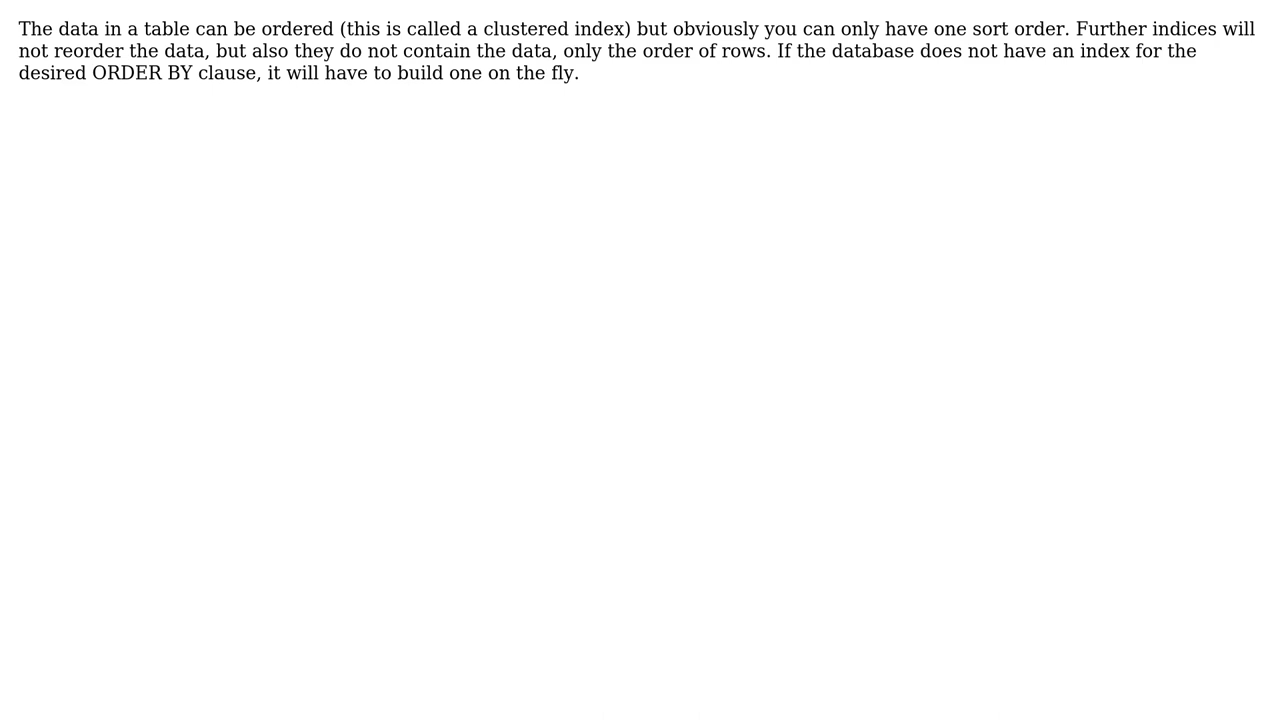 The data in a table can be ordered (this is called a clustered index) but obviously you can only have one sort order. Further indices will
not reorder the data, but also they do not contain the data, only the order of rows. If the database does not have an index for the
desired ORDER BY clause, it will have to build one on the fly.